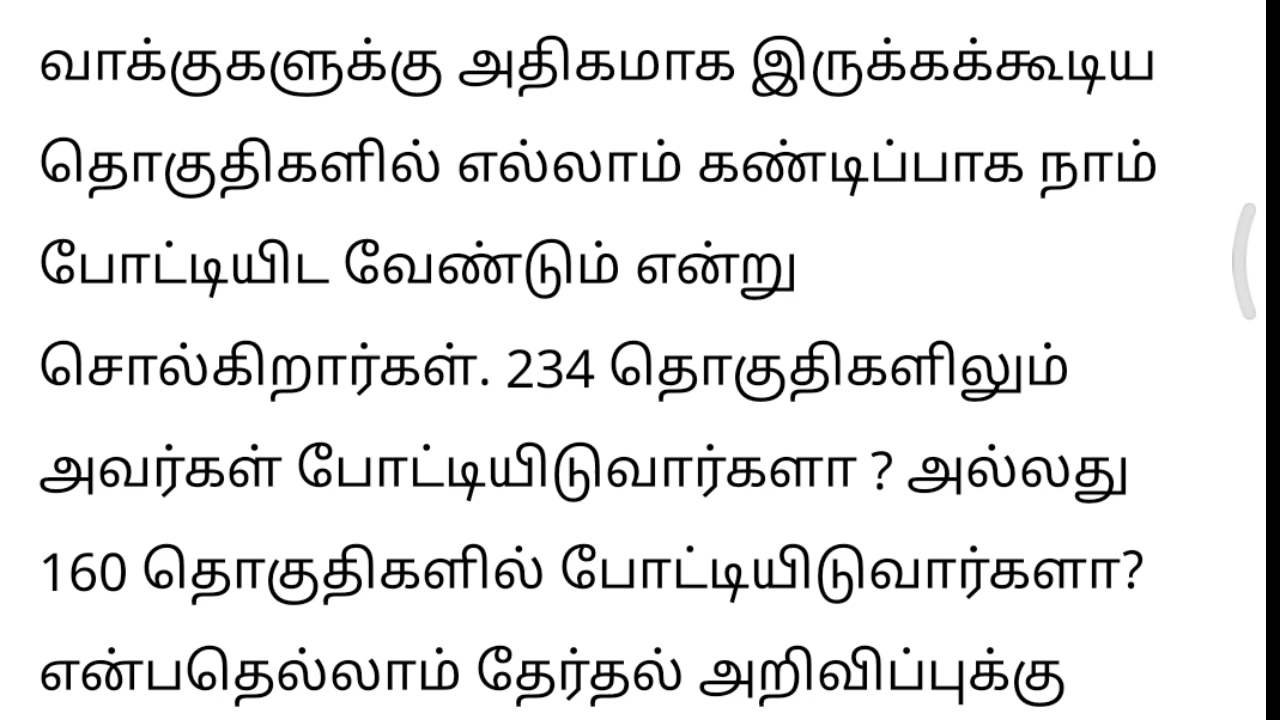 வாக்குகளுக்கு அதிகமாக இருக்கக்கூடிய
தொகுதிகளில் எல்லாம் கண்டிப்பாக நாம்
போட்டியிட வேண்டும் என்று
சொல்கிறார்கள். 234 தொகுதிகளிலும்
அவர்கள் போட்டியிடுவார்களா ? அல்லது
160 தொகுதிகளில் போட்டியிடுவார்களா?
என்பதெல்லாம் தேர்தல் அறிவிப்புக்கு